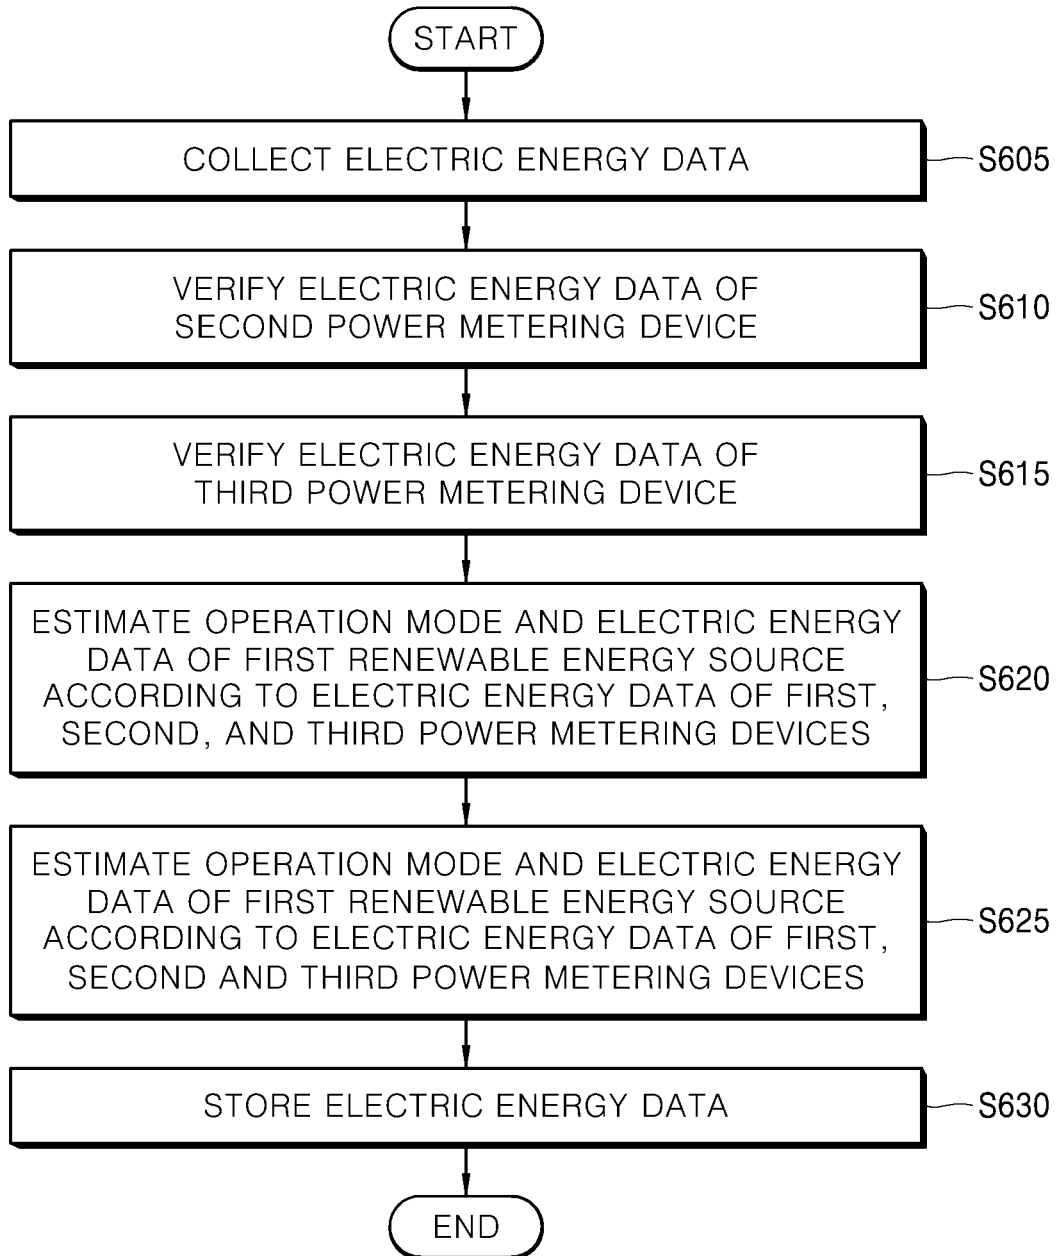 START
COLLECT ELECTRIC ENERGY DATA
S605
VERIFY ELECTRIC ENERGY DATA OF
SECOND POWER METERING DEVICE
S610
VERIFY ELECTRIC ENERGY DATA OF
THIRD POWER METERING DEVICE
S615
ESTIMATE OPERATION MODE AND ELECTRIC ENERGY
DATA OF FIRST RENEWABLE ENERGY SOURCE
ACCORDING TO ELECTRIC ENERGY DATA OF FIRST,
SECOND, AND THIRD POWER METERING DEVICES
S620
ESTIMATE OPERATION MODE AND ELECTRIC ENERGY
DATA OF FIRST RENEWABLE ENERGY SOURCE
ACCORDING TO ELECTRIC ENERGY DATA OF FIRST,
SECOND AND THIRD POWER METERING DEVICES
S625
STORE ELECTRIC ENERGY DATA
S630
END